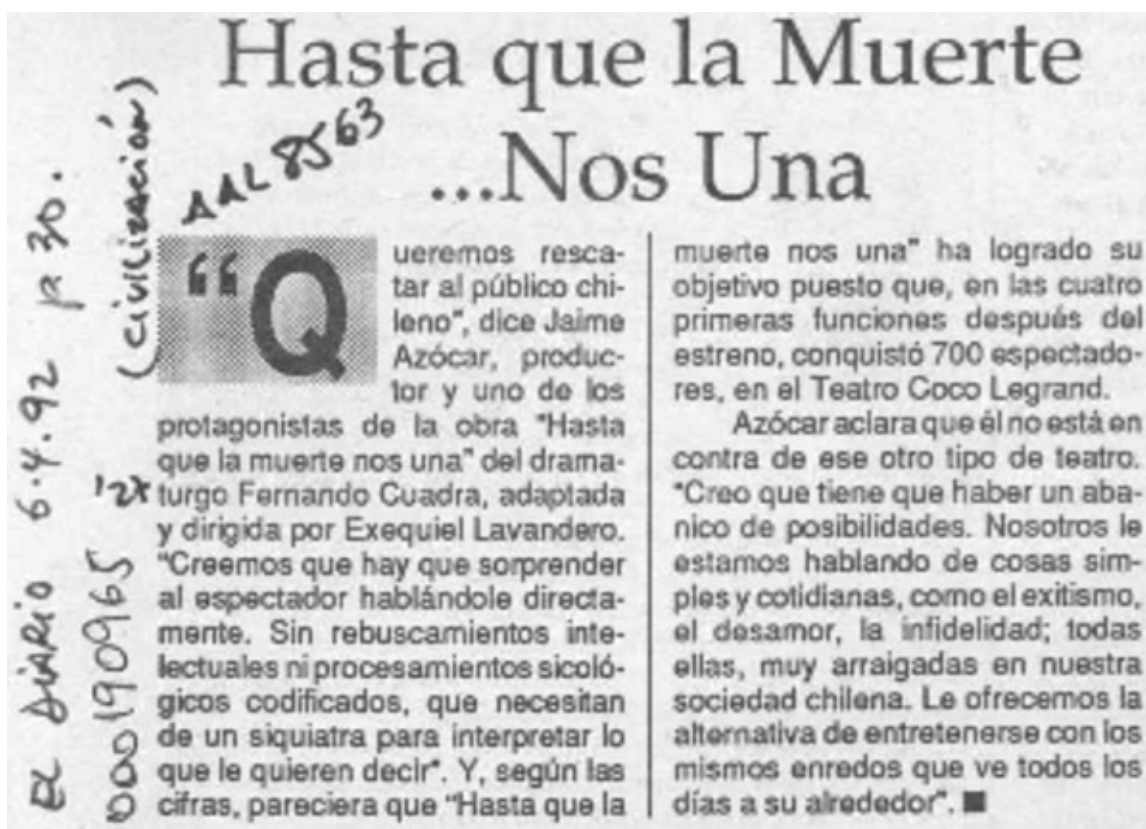 Hasta que la Muerte
...Nos Una
AAL 8563
(civilización)
EL DIARIO 6.4.92 p. 30.
000190965
"Queremos resca-
tar al público chi-
leno", dice Jaime
Azócar, produc-
tor y uno de los
protagonistas de la obra "Hasta
que la muerte nos una" del drama-
turgo Fernando Cuadra, adaptada
y dirigida por Exequiel Lavandero.
"Creemos que hay que sorprender
al espectador hablándole directa-
mente. Sin rebuscamientos inte-
lectuales ni procesamientos sicoló-
gicos codificados, que necesitan
de un siquiatra para interpretar lo
que le quieren decir". Y, según las
cifras, pareciera que "Hasta que la
muerte nos una" ha logrado su
objetivo puesto que, en las cuatro
primeras funciones después del
estreno, conquistó 700 espectado-
res, en el Teatro Coco Legrand.
Azócar aclara que él no está en
contra de ese otro tipo de teatro.
"Creo que tiene que haber un aba-
nico de posibilidades. Nosotros le
estamos hablando de cosas sim-
ples y cotidianas, como el exitismo,
el desamor, la infidelidad; todas
ellas, muy arraigadas en nuestra
sociedad chilena. Le ofrecemos la
alternativa de entretenerse con los
mismos enredos que ve todos los
días a su alrededor".